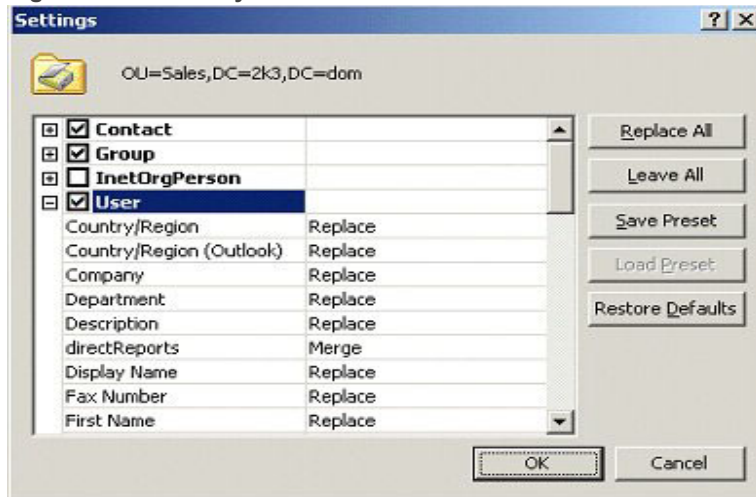 Settings
OU=Sales,DC=2k3,DC=dom
Contact
Group
InetOrgPerson
User
Country/Region Replace
Country/Region (Outlook) Replace
Company Replace
Department Replace
Description Replace
directReports Merge
Display Name Replace
Fax Number Replace
First Name Replace
Replace All
Leave All
Save Preset
Load Preset
Restore Defaults
OK Cancel